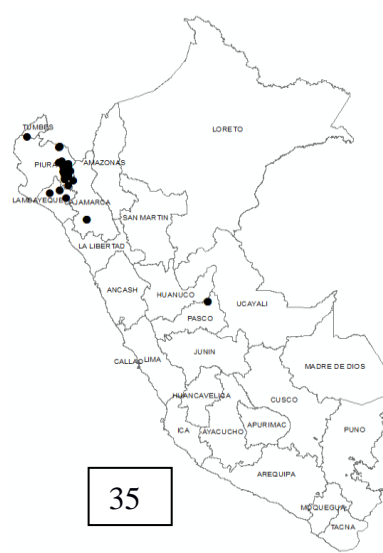 TUMBES
LORETO
PIURA
AMAZONAS
LAMBAYEQUE
CAJAMARCA
SAN MARTIN
LA LIBERTAD
ANCASH
HUANUCO
UCAYALI
PASCO
CALLAO
LIMA
JUNIN
MADRE DE DIOS
HUANCAVELICA
CUSCO
ICA
AYACUCHO
APURIMAC
PUNO
AREQUIPA
MOQUEGUA
TACNA
35